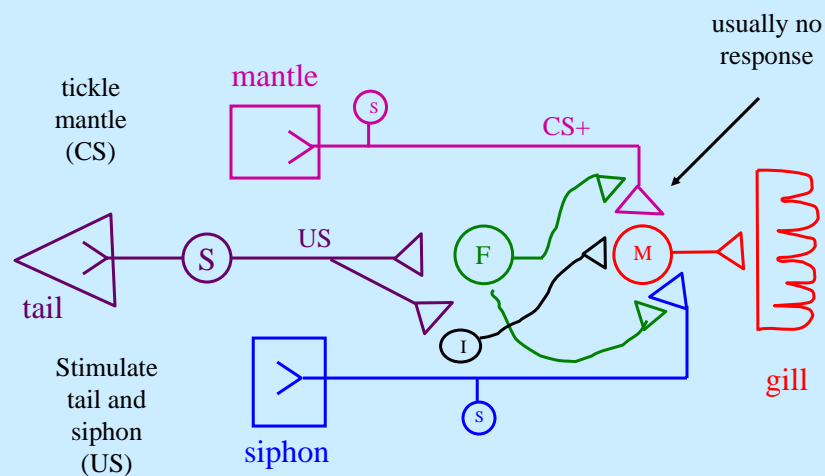 usually no
response
mantle
tickle
mantle
(CS)
S
CS+
US
S
F
M
tail
I
Stimulate
tail and
siphon
(US)
S
siphon
gill